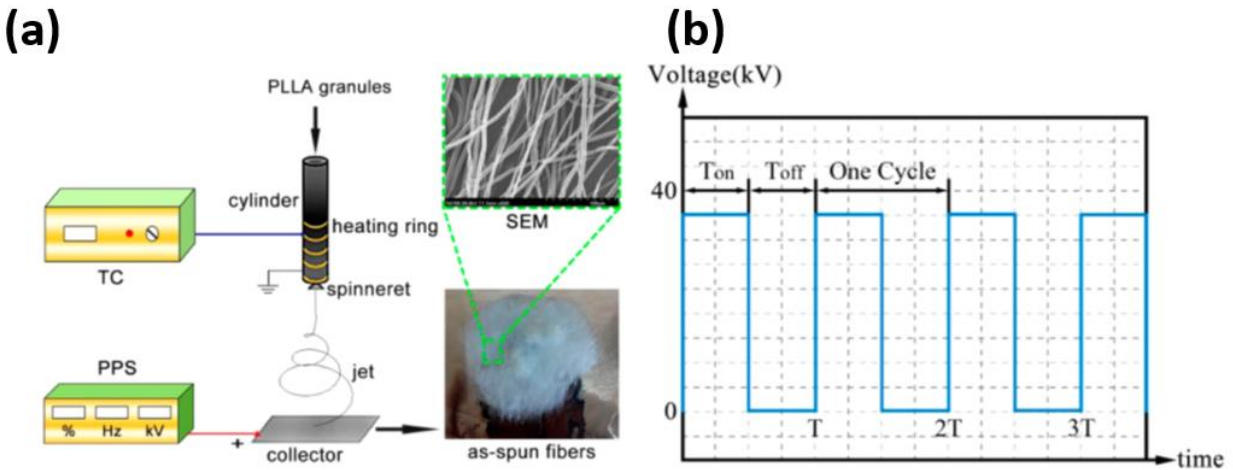 (a)
PLLA granules
cylinder
heating ring
TC
spinneret
SEM
PPS
% Hz kV
jet
+
collector
as-spun fibers
(b)
Voltage(kV)
Ton Toff One Cycle
40
0
T 2T 3T
time